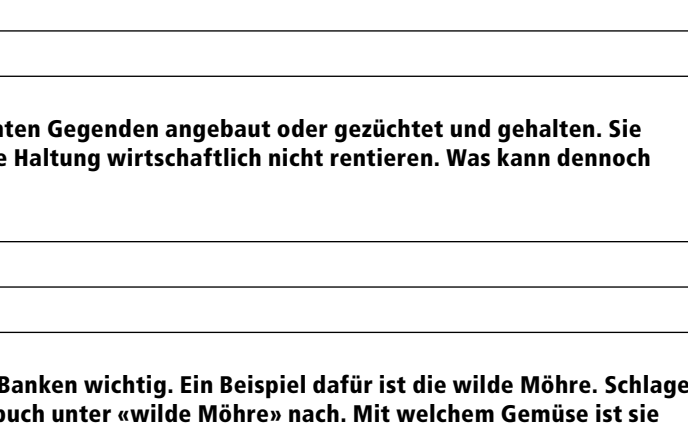 nten Gegenden angebaut oder gezüchtet und gehalten. Sie
e Haltung wirtschaftlich nicht rentieren. Was kann dennoch
Banken wichtig. Ein Beispiel dafür ist die wilde Möhre. Schlage
buch unter «wilde Möhre» nach. Mit welchem Gemüse ist sie